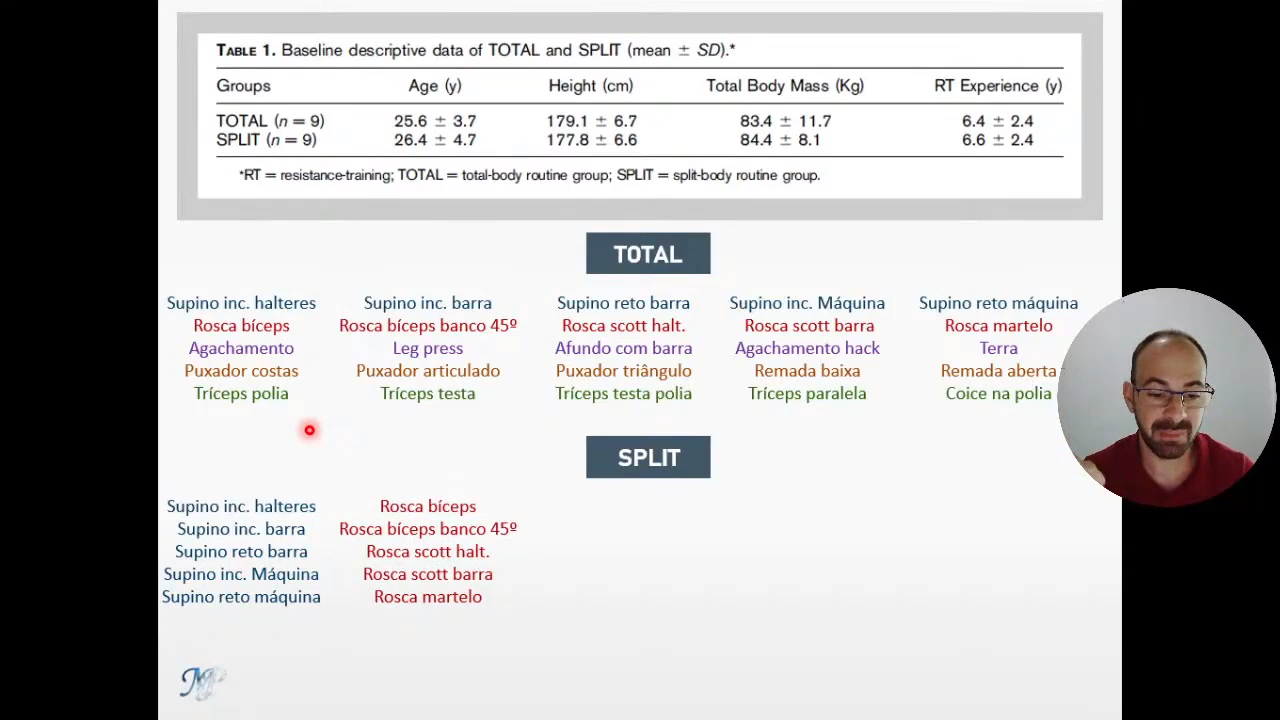 TABLE 1. Baseline descriptive data of TOTAL and SPLIT (mean ± SD).*
Groups Age (y) Height (cm) Total Body Mass (Kg) RT Experience (y)
TOTAL (n = 9) 25.6 ± 3.7 179.1 ± 6.7 83.4 ± 11.7 6.4 ± 2.4
SPLIT (n = 9) 26.4 ± 4.7 177.8 ± 6.6 84.4 ± 8.1 6.6 ± 2.4
*RT = resistance-training; TOTAL = total-body routine group; SPLIT = split-body routine group.
TOTAL
Supino inc. halteres Supino inc. barra Supino reto barra Supino inc. Máquina Supino reto máquina
Rosca bíceps Rosca bíceps banco 45º Rosca scott halt. Rosca scott barra Rosca martelo
Agachamento Leg press Afundo com barra Agachamento hack Terra
Puxador costas Puxador articulado Puxador triângulo Remada baixa Remada aberta
Tríceps polia Tríceps testa Tríceps testa polia Tríceps paralela Coice na polia
SPLIT
Supino inc. halteres Rosca bíceps
Supino inc. barra Rosca bíceps banco 45º
Supino reto barra Rosca scott halt.
Supino inc. Máquina Rosca scott barra
Supino reto máquina Rosca martelo